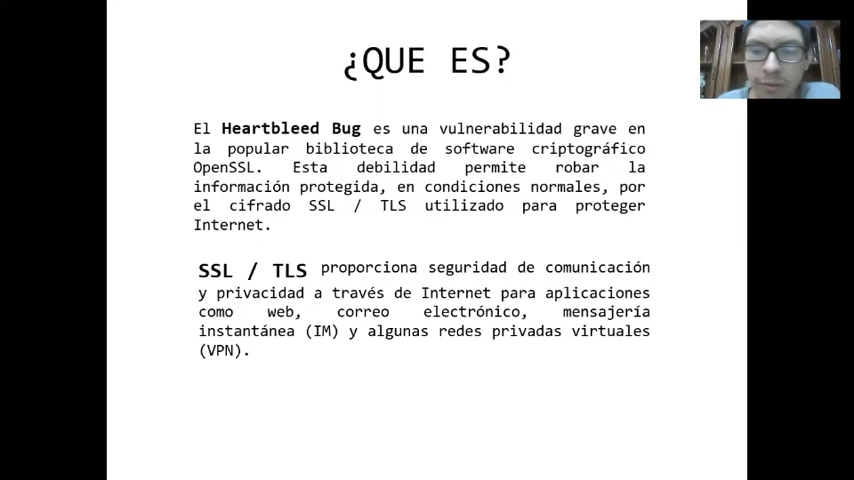 ¿QUE ES?
El Heartbleed Bug es una vulnerabilidad grave en
la popular biblioteca de software criptográfico
OpenSSL. Esta debilidad permite robar la
información protegida, en condiciones normales, por
el cifrado SSL / TLS utilizado para proteger
Internet.
SSL / TLS proporciona seguridad de comunicación
y privacidad a través de Internet para aplicaciones
como web, correo electrónico, mensajería
instantánea (IM) y algunas redes privadas virtuales
(VPN).